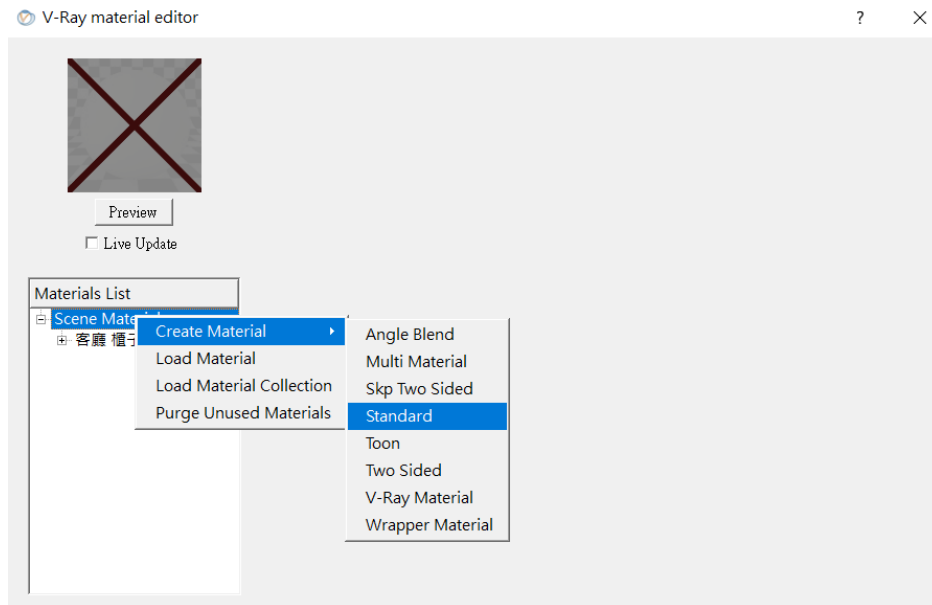 V-Ray material editor
Preview
Live Update
Materials List
Scene
客廳
Create Material
Load Material
Load Material Collection
Purge Unused Materials
Angle Blend
Multi Material
Skp Two Sided
Standard
Toon
Two Sided
V-Ray Material
Wrapper Material